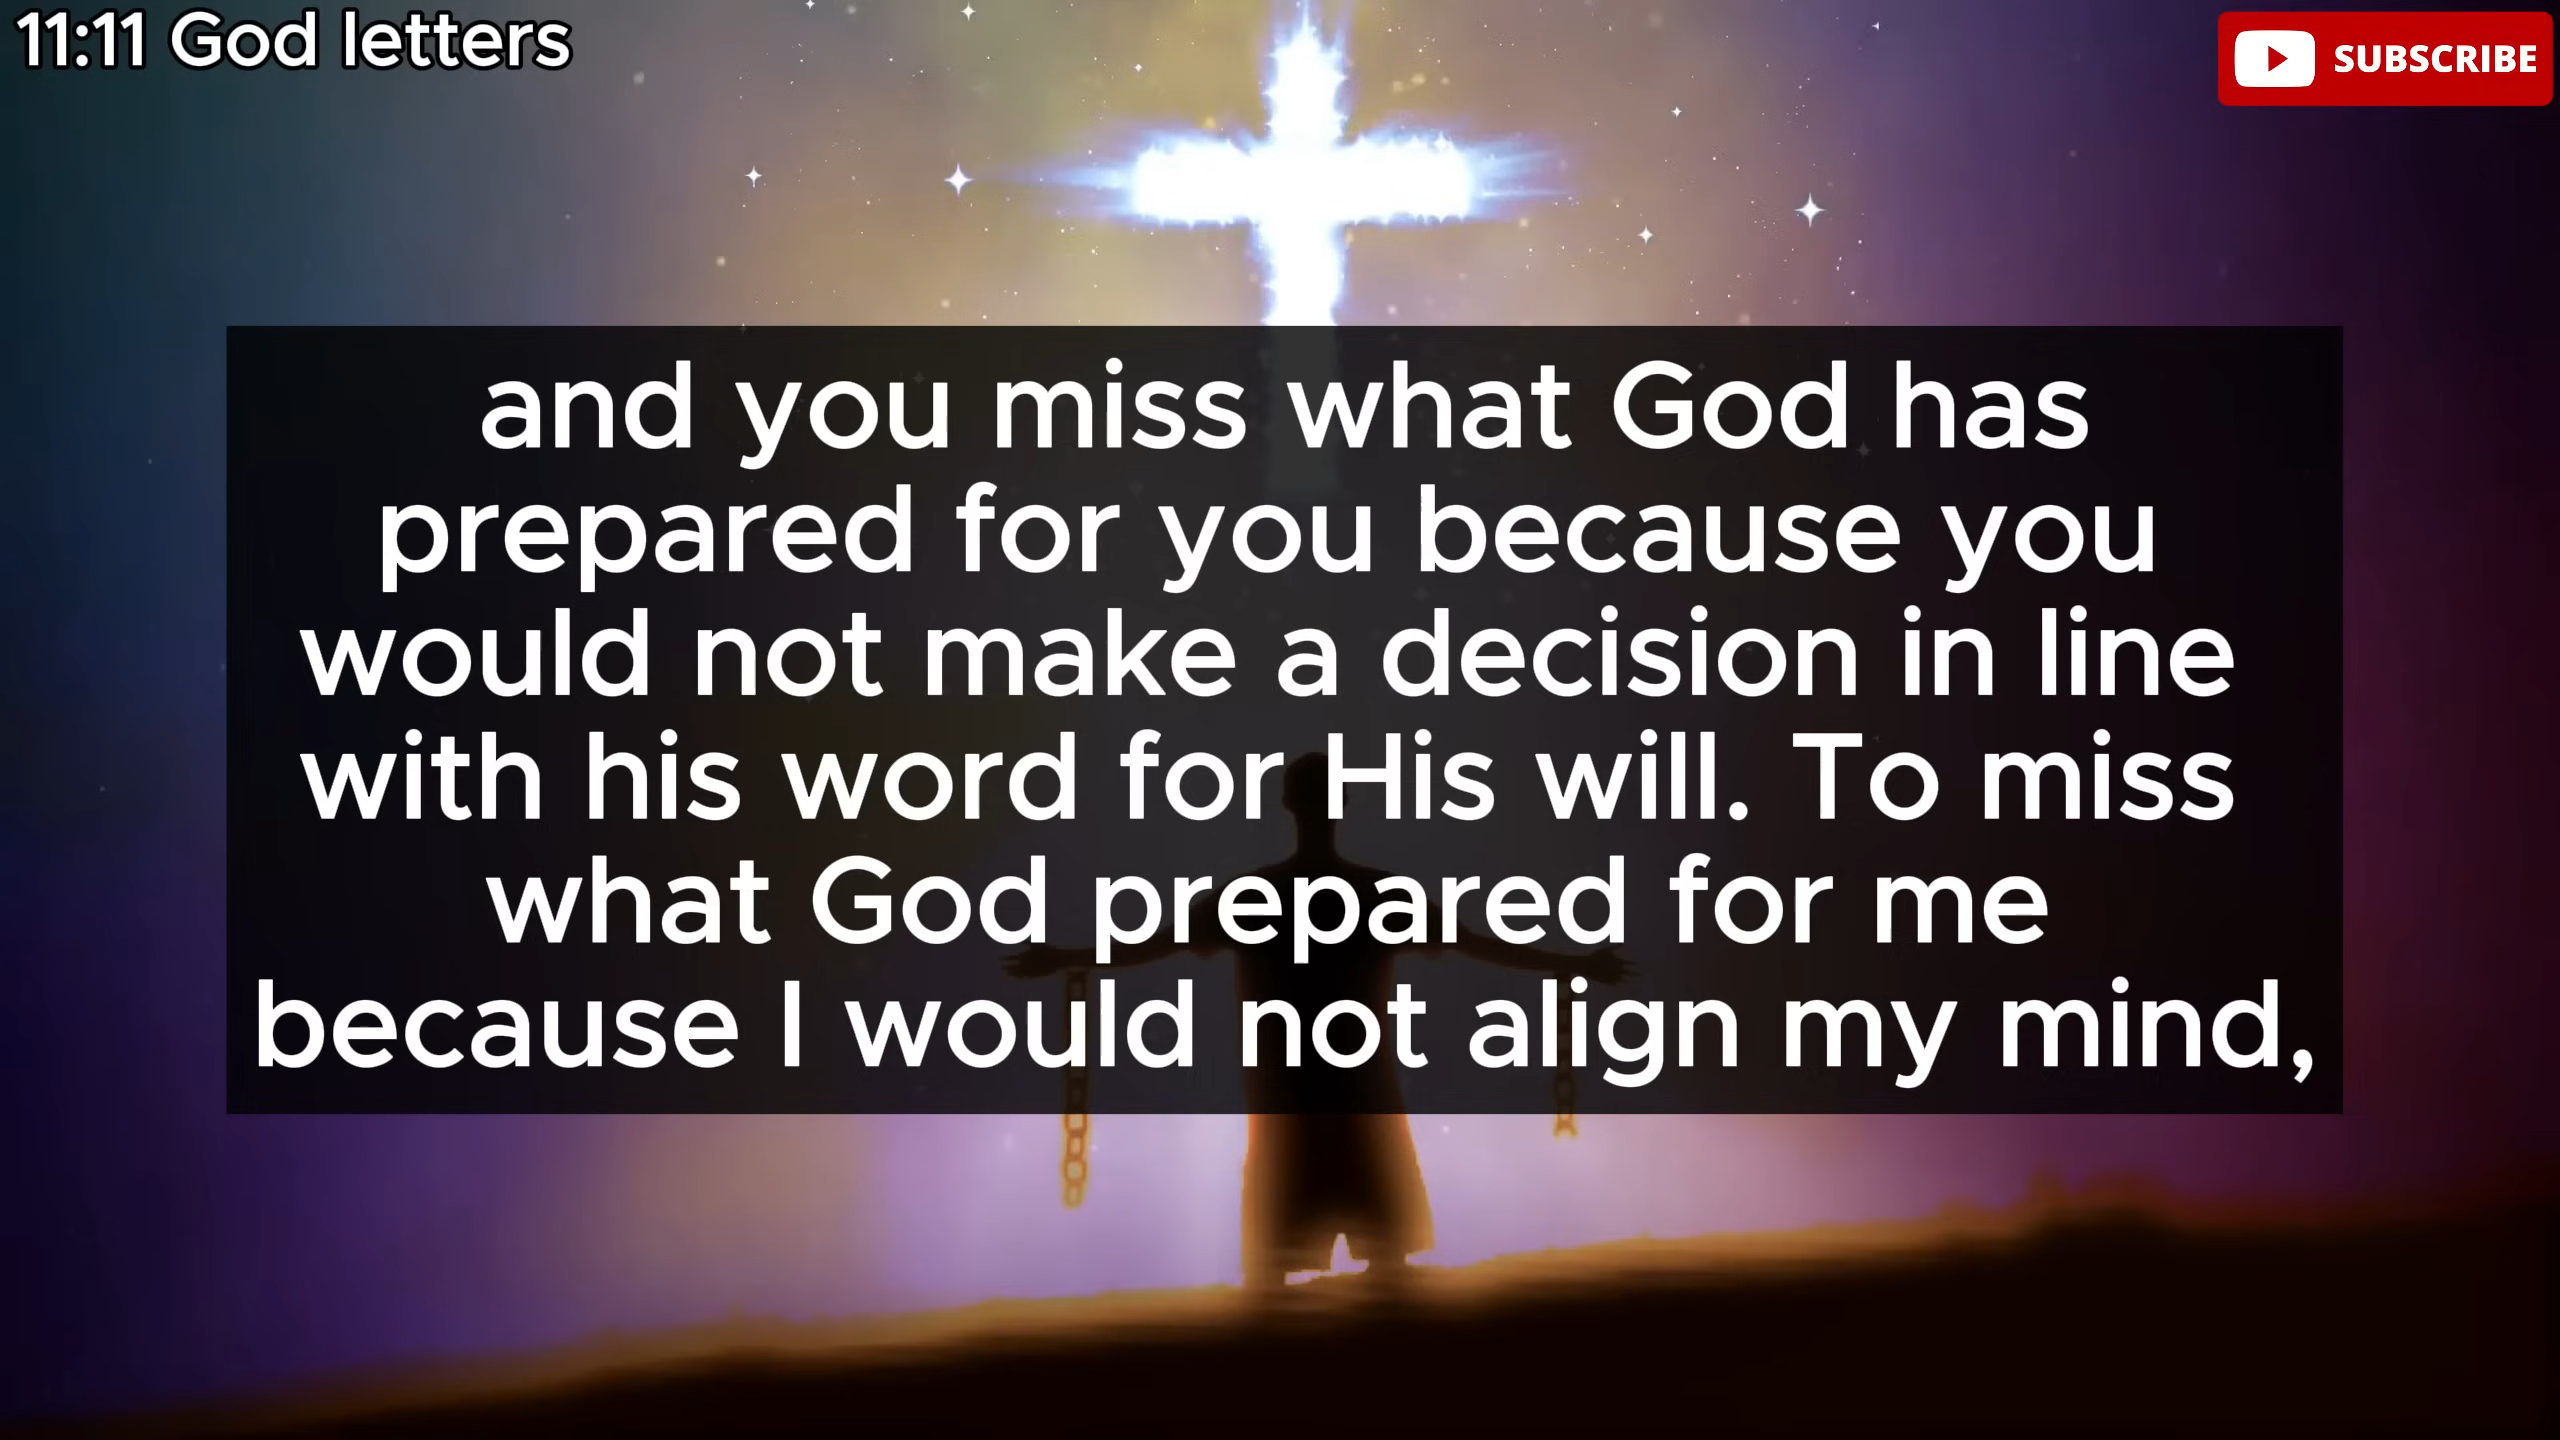 11:11 God letters
SUBSCRIBE
and you miss what God has
prepared for you because you
would not make a decision in line
with his word for His will. To miss
what God prepared for me
because I would not align my mind,